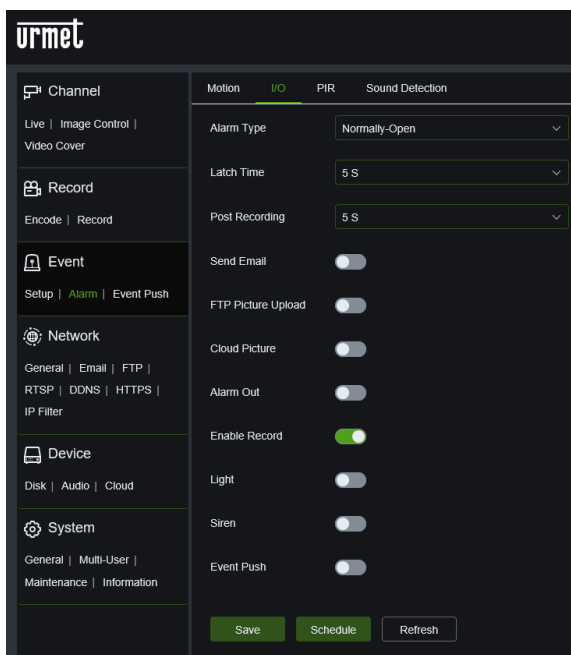 urmet
Channel
Live | Image Control |
Video Cover
Record
Encode | Record
Event
Setup | Alarm | Event Push
Network
General | Email | FTP |
RTSP | DDNS | HTTPS |
IP Filter
Device
Disk | Audio | Cloud
System
General | Multi-User |
Maintenance | Information
Motion I/O PIR Sound Detection
Alarm Type Normally-Open
Latch Time 5 S
Post Recording 5 S
Send Email
FTP Picture Upload
Cloud Picture
Alarm Out
Enable Record
Light
Siren
Event Push
Save Schedule Refresh